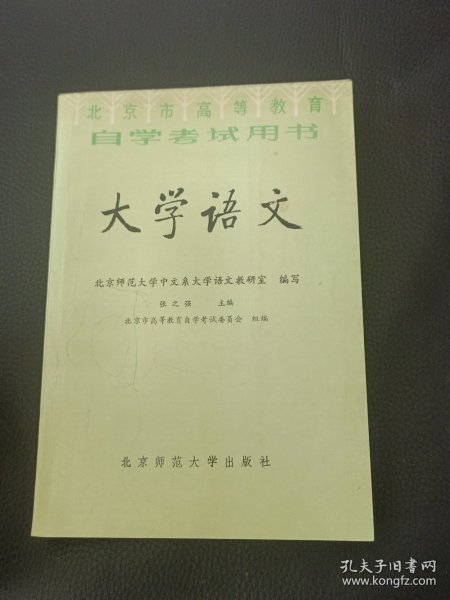 北京市高等教育
自学考试用书
大学语文
北京师范大学中文系大学语文教研室 编写
张之强 主编
北京市高等教育自学考试委员会 组编
北京师范大学出版社
孔夫子旧书网
www.kongfz.com